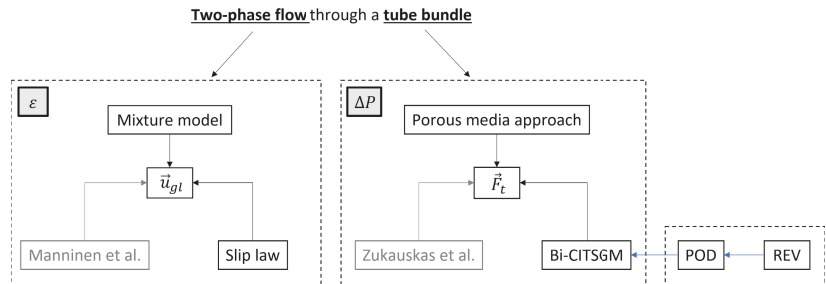 Two-phase flow through a tube bundle
ε
ΔP
Mixture model
Porous media approach
u⃗gl
F⃗t
Manninen et al.
Slip law
Zukauskas et al.
Bi-CITSGM
POD
REV